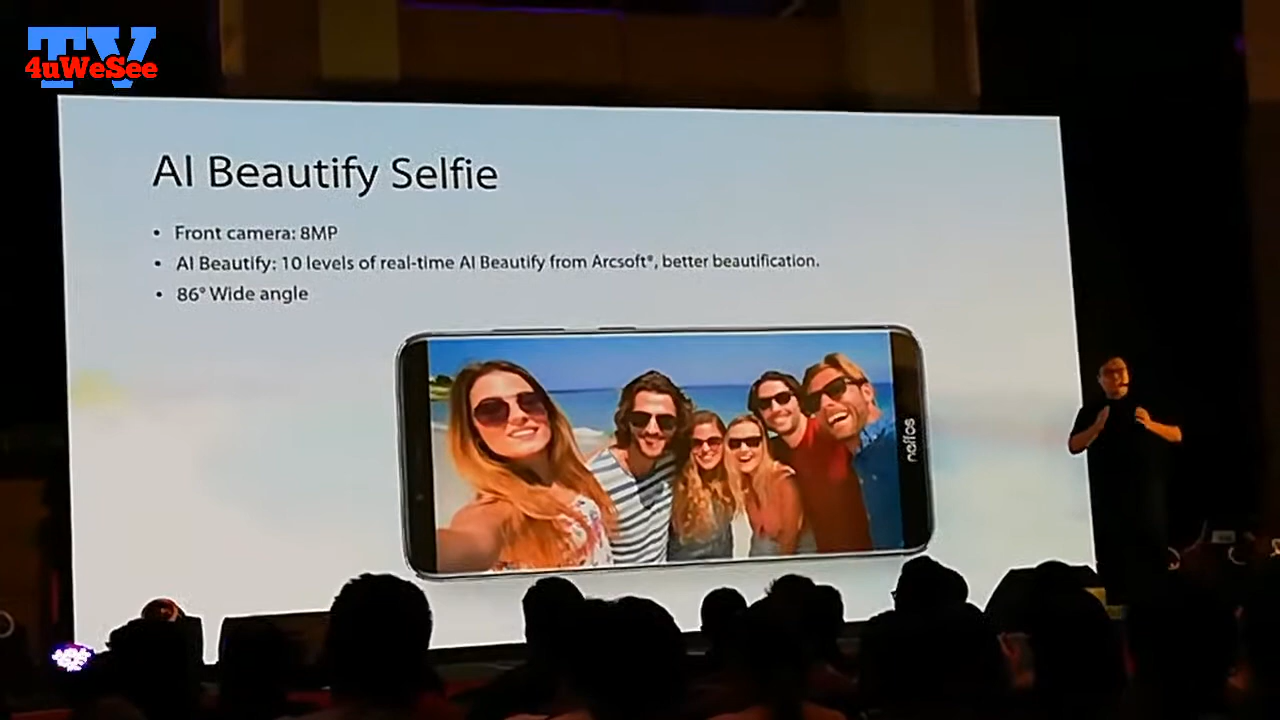 TV
4uWeSee
AI Beautify Selfie
• Front camera: 8MP
• AI Beautify: 10 levels of real-time AI Beautify from Arcsoft®, better beautification.
• 86° Wide angle